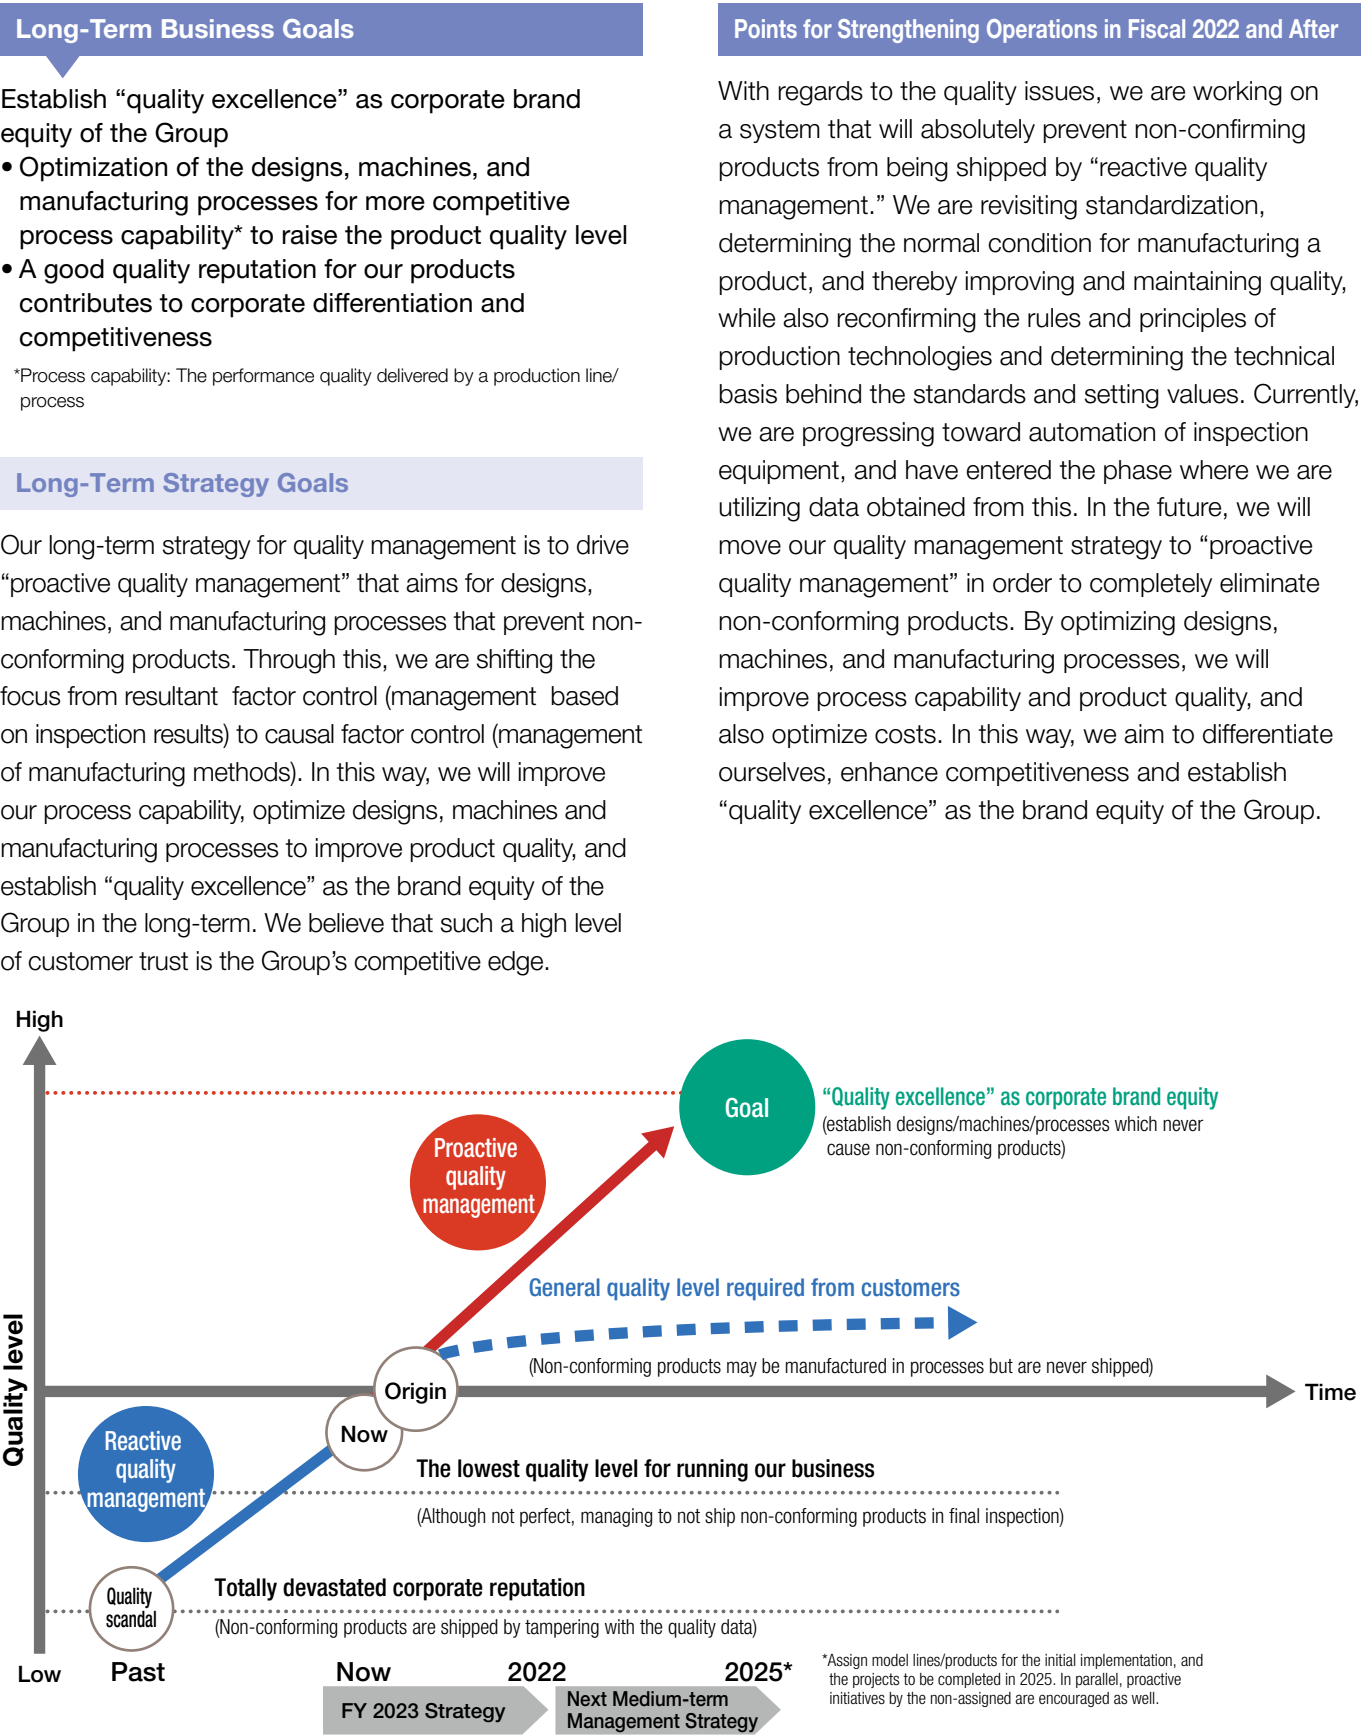 Long-Term Business Goals
Establish “quality excellence” as corporate brand
equity of the Group
• Optimization of the designs, machines, and
manufacturing processes for more competitive
process capability* to raise the product quality level
• A good quality reputation for our products
contributes to corporate differentiation and
competitiveness
*Process capability: The performance quality delivered by a production line/
process
Long-Term Strategy Goals
Our long-term strategy for quality management is to drive
“proactive quality management” that aims for designs,
machines, and manufacturing processes that prevent non-
conforming products. Through this, we are shifting the
focus from resultant factor control (management based
on inspection results) to causal factor control (management
of manufacturing methods). In this way, we will improve
our process capability, optimize designs, machines and
manufacturing processes to improve product quality, and
establish “quality excellence” as the brand equity of the
Group in the long-term. We believe that such a high level
of customer trust is the Group’s competitive edge.
Points for Strengthening Operations in Fiscal 2022 and After
With regards to the quality issues, we are working on
a system that will absolutely prevent non-confirming
products from being shipped by “reactive quality
management.” We are revisiting standardization,
determining the normal condition for manufacturing a
product, and thereby improving and maintaining quality,
while also reconfirming the rules and principles of
production technologies and determining the technical
basis behind the standards and setting values. Currently,
we are progressing toward automation of inspection
equipment, and have entered the phase where we are
utilizing data obtained from this. In the future, we will
move our quality management strategy to “proactive
quality management” in order to completely eliminate
non-conforming products. By optimizing designs,
machines, and manufacturing processes, we will
improve process capability and product quality, and
also optimize costs. In this way, we aim to differentiate
ourselves, enhance competitiveness and establish
“quality excellence” as the brand equity of the Group.
High
Quality level
Low
Goal
“Quality excellence” as corporate brand equity
(establish designs/machines/processes which never
cause non-conforming products)
Proactive
quality
management
General quality level required from customers
(Non-conforming products may be manufactured in processes but are never shipped)
Origin
Time
Now
Reactive
quality
management
The lowest quality level for running our business
(Although not perfect, managing to not ship non-conforming products in final inspection)
Quality
scandal
Totally devastated corporate reputation
(Non-conforming products are shipped by tampering with the quality data)
Past
Now
2022
2025*
FY 2023 Strategy
Next Medium-term
Management Strategy
*Assign model lines/products for the initial implementation, and
the projects to be completed in 2025. In parallel, proactive
initiatives by the non-assigned are encouraged as well.